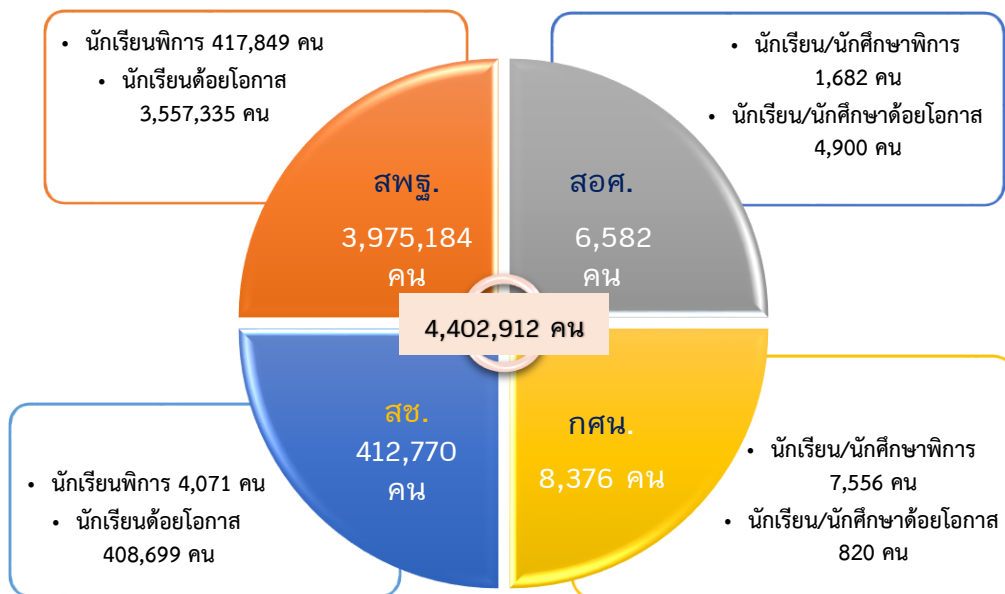 • นักเรียนพิการ 417,849 คน
• นักเรียนด้อยโอกาส
3,557,335 คน
• นักเรียน/นักศึกษาพิการ
1,682 คน
• นักเรียน/นักศึกษาด้อยโอกาส
4,900 คน
สพฐ.
3,975,184
คน
สอศ.
6,582
คน
4,402,912 คน
สช.
412,770
คน
กศน.
8,376 คน
• นักเรียนพิการ 4,071 คน
• นักเรียนด้อยโอกาส
408,699 คน
• นักเรียน/นักศึกษาพิการ
7,556 คน
• นักเรียน/นักศึกษาด้อยโอกาส
820 คน